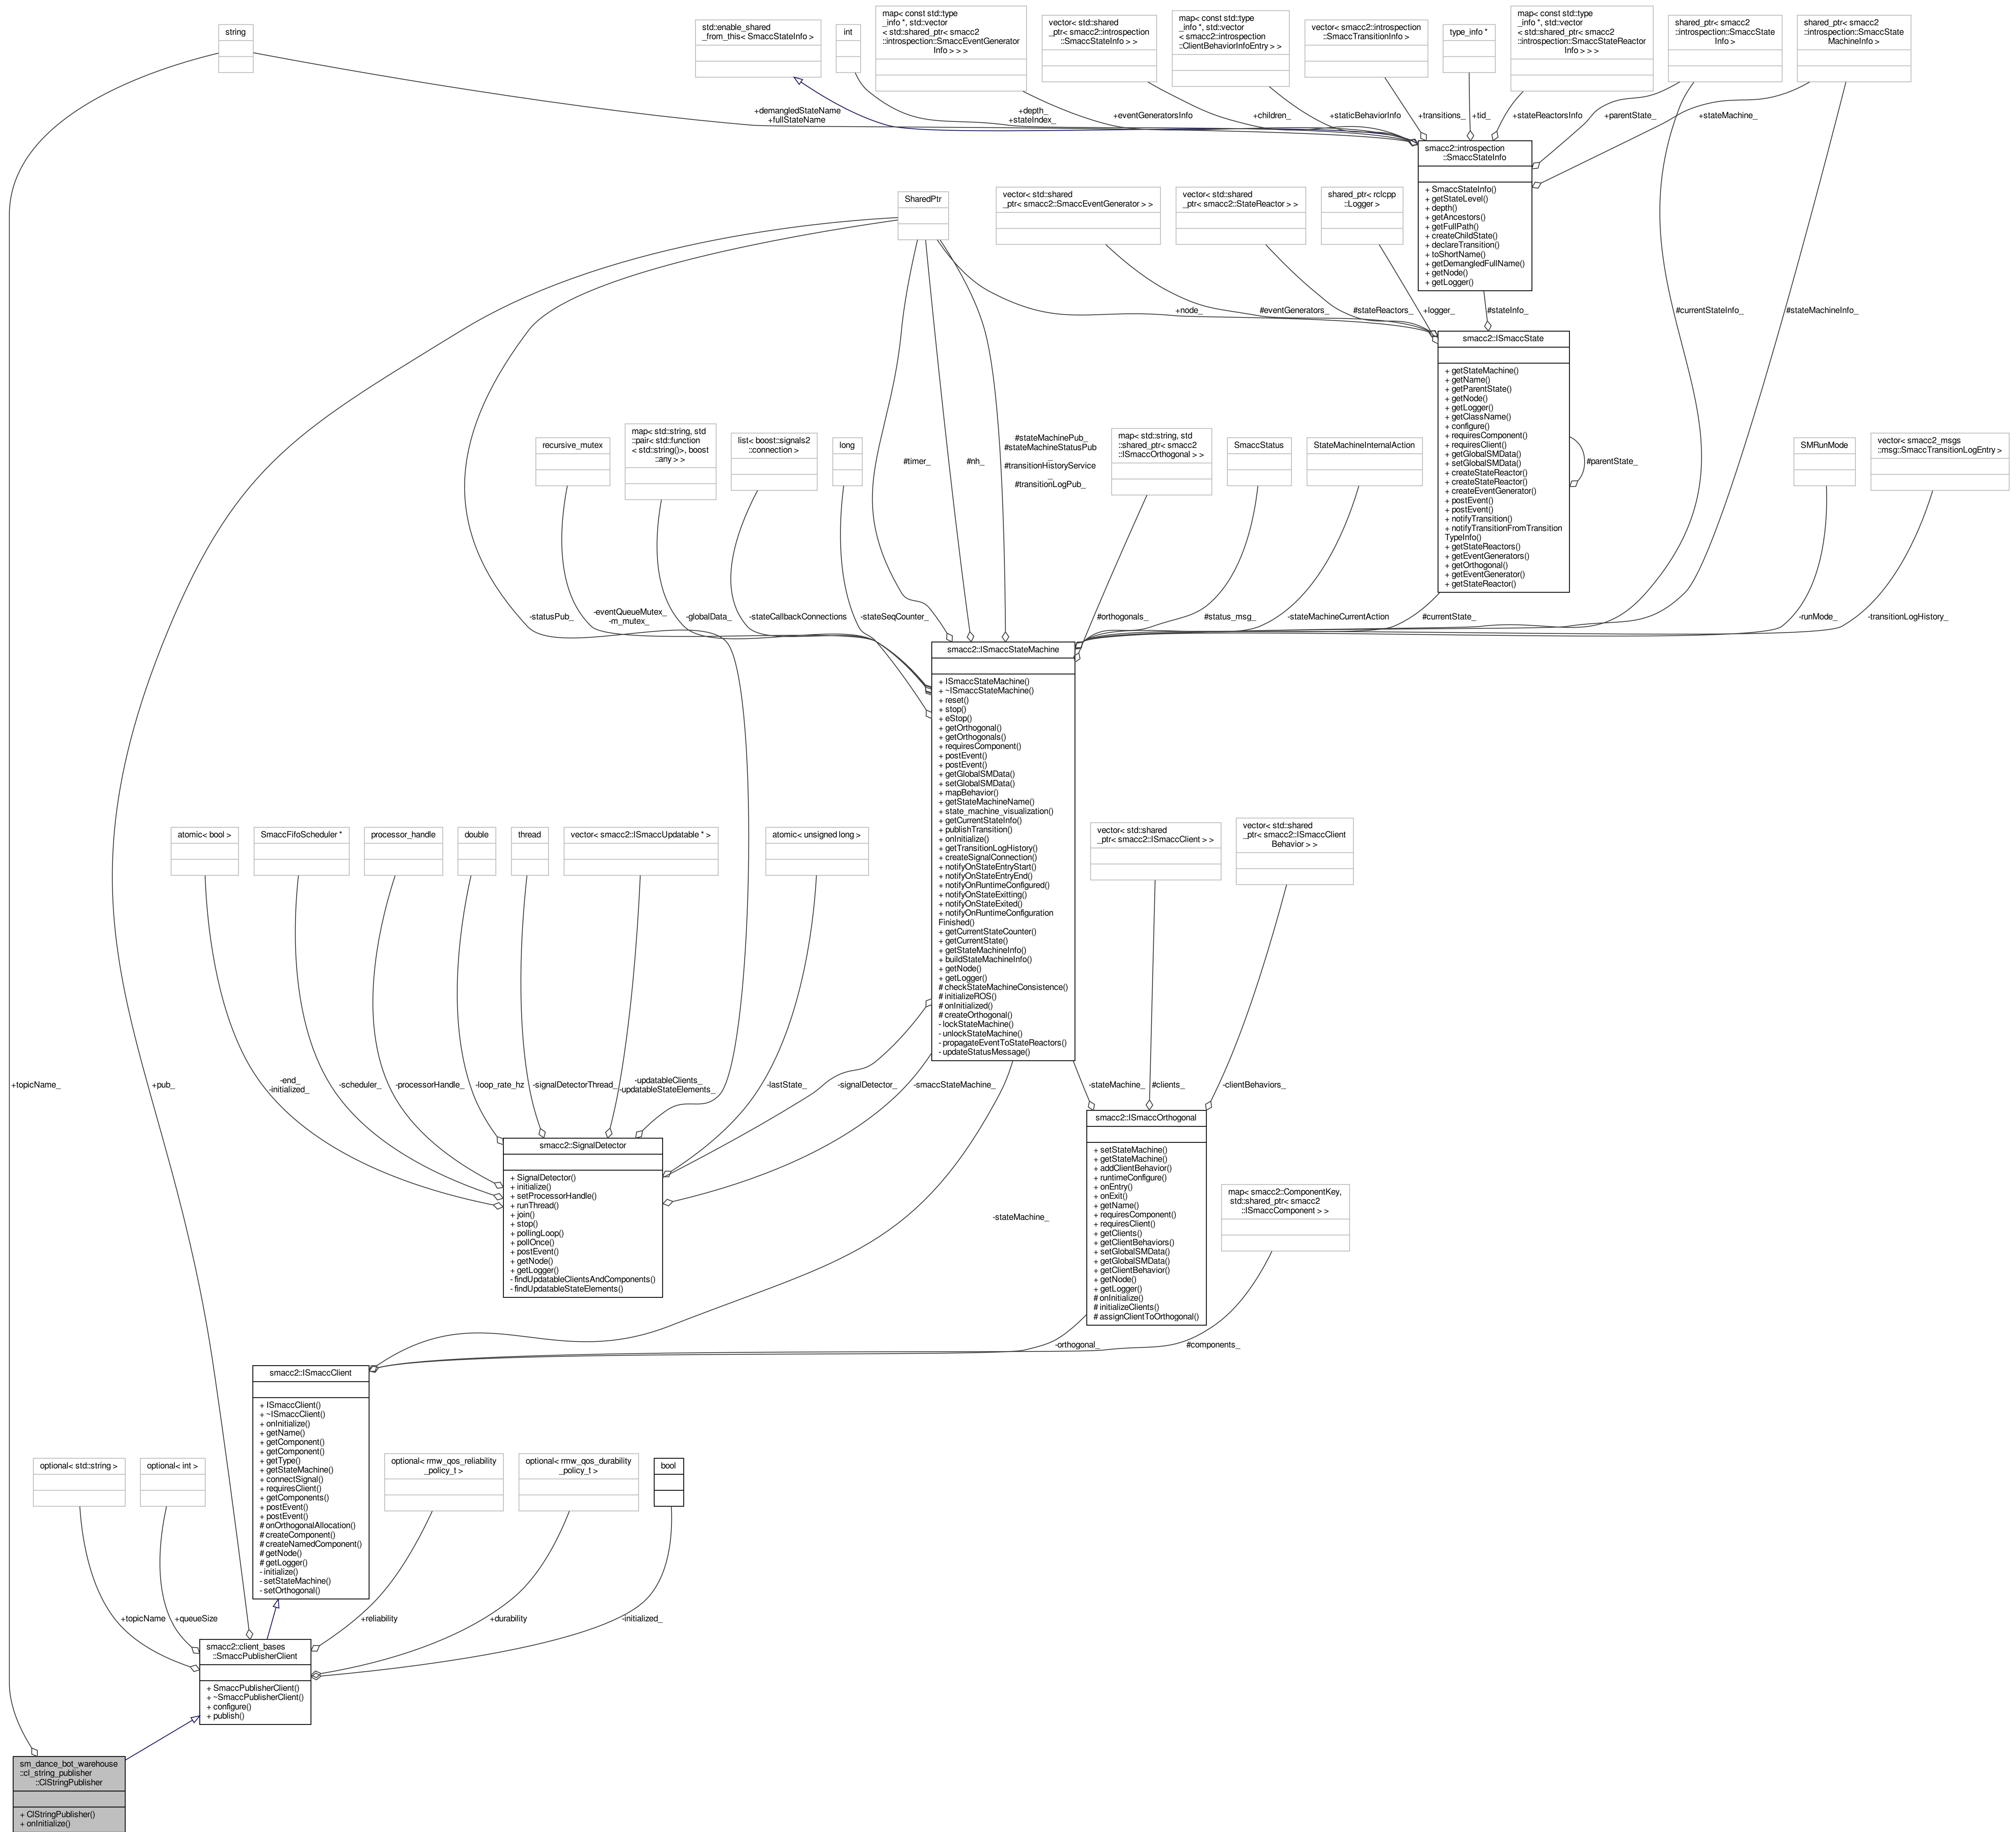 string
std::enable_shared
_from_this< SmaccStateInfo >
int
map< const std::type
_info *, std::vector
< std::shared_ptr< smacc2
::introspection::SmaccEventGenerator
Info > > >
vector< std::shared
_ptr< smacc2::introspection
::SmaccStateInfo > >
map< const std::type
_info *, std::vector
< smacc2::introspection
::ClientBehaviorInfoEntry > >
vector< smacc2::introspection
::SmaccTransitionInfo >
type_info *
map< const std::type
_info *, std::vector
< std::shared_ptr< smacc2
::introspection::SmaccStateReactor
Info > > >
shared_ptr< smacc2
::introspection::SmaccState
Info >
shared_ptr< smacc2
::introspection::SmaccState
MachineInfo >
+demangledStateName
+fullStateName
+depth_
+stateIndex_
+eventGeneratorsInfo
+children_
+staticBehaviorInfo
+transitions_
+tid_
+stateReactorsInfo
+parentState_
+stateMachine_
smacc2::introspection
::SmaccStateInfo
+ SmaccStateInfo()
+ getStateLevel()
+ depth()
+ getAncestors()
+ getFullPath()
+ createChildState()
+ declareTransition()
+ toShortName()
+ getDemangledFullName()
+ getNode()
+ getLogger()
SharedPtr
vector< std::shared
_ptr< smacc2::SmaccEventGenerator > >
vector< std::shared
_ptr< smacc2::StateReactor > >
shared_ptr< rclcpp
::Logger >
+node_
#eventGenerators_
#stateReactors_
+logger_
#stateInfo_
#currentStateInfo_
#stateMachineInfo_
smacc2::ISmaccState
+ getStateMachine()
+ getName()
+ getParentState()
+ getNode()
+ getLogger()
+ getClassName()
+ configure()
+ requiresComponent()
+ requiresClient()
+ getGlobalSMData()
+ setGlobalSMData()
+ createStateReactor()
+ createStateReactor()
+ createEventGenerator()
+ postEvent()
+ postEvent()
+ notifyTransition()
+ notifyTransitionFromTransition
TypeInfo()
+ getStateReactors()
+ getEventGenerators()
+ getOrthogonal()
+ getEventGenerator()
+ getStateReactor()
#parentState_
recursive_mutex
map< std::string, std
::pair< std::function
< std::string()>, boost
::any > >
list< boost::signals2
::connection >
long
#timer_
#nh_
#stateMachinePub_
#stateMachineStatusPub
_
#transitionHistoryService
_
#transitionLogPub_
map< std::string, std
::shared_ptr< smacc2
::ISmaccOrthogonal > >
SmaccStatus
StateMachineInternalAction
SMRunMode
vector< smacc2_msgs
::msg::SmaccTransitionLogEntry >
-statusPub_
-eventQueueMutex_
-m_mutex_
-globalData_
-stateCallbackConnections
-stateSeqCounter_
#orthogonals_
#status_msg_
-stateMachineCurrentAction
#currentState_
-runMode_
-transitionLogHistory_
smacc2::ISmaccStateMachine
+ ISmaccStateMachine()
+ ~ISmaccStateMachine()
+ reset()
+ stop()
+ eStop()
+ getOrthogonal()
+ getOrthogonals()
+ requiresComponent()
+ postEvent()
+ postEvent()
+ getGlobalSMData()
+ setGlobalSMData()
+ mapBehavior()
+ getStateMachineName()
+ state_machine_visualization()
+ getCurrentStateInfo()
+ publishTransition()
+ onInitialize()
+ getTransitionLogHistory()
+ createSignalConnection()
+ notifyOnStateEntryStart()
+ notifyOnStateEntryEnd()
+ notifyOnRuntimeConfigured()
+ notifyOnStateExitting()
+ notifyOnStateExited()
+ notifyOnRuntimeConfiguration
Finished()
+ getCurrentStateCounter()
+ getCurrentState()
+ getStateMachineInfo()
+ buildStateMachineInfo()
+ getNode()
+ getLogger()
# checkStateMachineConsistence()
# initializeROS()
# onInitialized()
# createOrthogonal()
- lockStateMachine()
- unlockStateMachine()
- propagateEventToStateReactors()
- updateStatusMessage()
atomic< bool >
SmaccFifoScheduler *
processor_handle
double
thread
vector< smacc2::ISmaccUpdatable * >
atomic< unsigned long >
vector< std::shared
_ptr< smacc2::ISmaccClient > >
vector< std::shared
_ptr< smacc2::ISmaccClient
Behavior > >
+topicName_
+pub_
-end_
-initialized_
-scheduler_
-processorHandle_
-loop_rate_hz
-signalDetectorThread_
-updatableClients_
-updatableStateElements_
-lastState_
-signalDetector_
-smaccStateMachine_
-stateMachine_
#clients_
-clientBehaviors_
smacc2::SignalDetector
+ SignalDetector()
+ initialize()
+ setProcessorHandle()
+ runThread()
+ join()
+ stop()
+ pollingLoop()
+ pollOnce()
+ postEvent()
+ getNode()
+ getLogger()
- findUpdatableClientsAndComponents()
- findUpdatableStateElements()
smacc2::ISmaccOrthogonal
+ setStateMachine()
+ getStateMachine()
+ addClientBehavior()
+ runtimeConfigure()
+ onEntry()
+ onExit()
+ getName()
+ requiresComponent()
+ requiresClient()
+ getClients()
+ getClientBehaviors()
+ setGlobalSMData()
+ getGlobalSMData()
+ getClientBehavior()
+ getNode()
+ getLogger()
# onInitialize()
# initializeClients()
# assignClientToOrthogonal()
map< smacc2::ComponentKey,
std::shared_ptr< smacc2
::ISmaccComponent > >
-stateMachine_
-orthogonal_
#components_
smacc2::ISmaccClient
+ ISmaccClient()
+ ~ISmaccClient()
+ onInitialize()
+ getName()
+ getComponent()
+ getComponent()
+ getType()
+ getStateMachine()
+ connectSignal()
+ requiresClient()
+ getComponents()
+ postEvent()
+ postEvent()
# onOrthogonalAllocation()
# createComponent()
# createNamedComponent()
# getNode()
# getLogger()
- initialize()
- setStateMachine()
- setOrthogonal()
optional< std::string >
optional< int >
optional< rmw_qos_reliability
_policy_t >
optional< rmw_qos_durability
_policy_t >
bool
+topicName
+queueSize
+reliability
+durability
-initialized_
smacc2::client_bases
::SmaccPublisherClient
+ SmaccPublisherClient()
+ ~SmaccPublisherClient()
+ configure()
+ publish()
sm_dance_bot_warehouse
::cl_string_publisher
::ClStringPublisher
+ ClStringPublisher()
+ onInitialize()